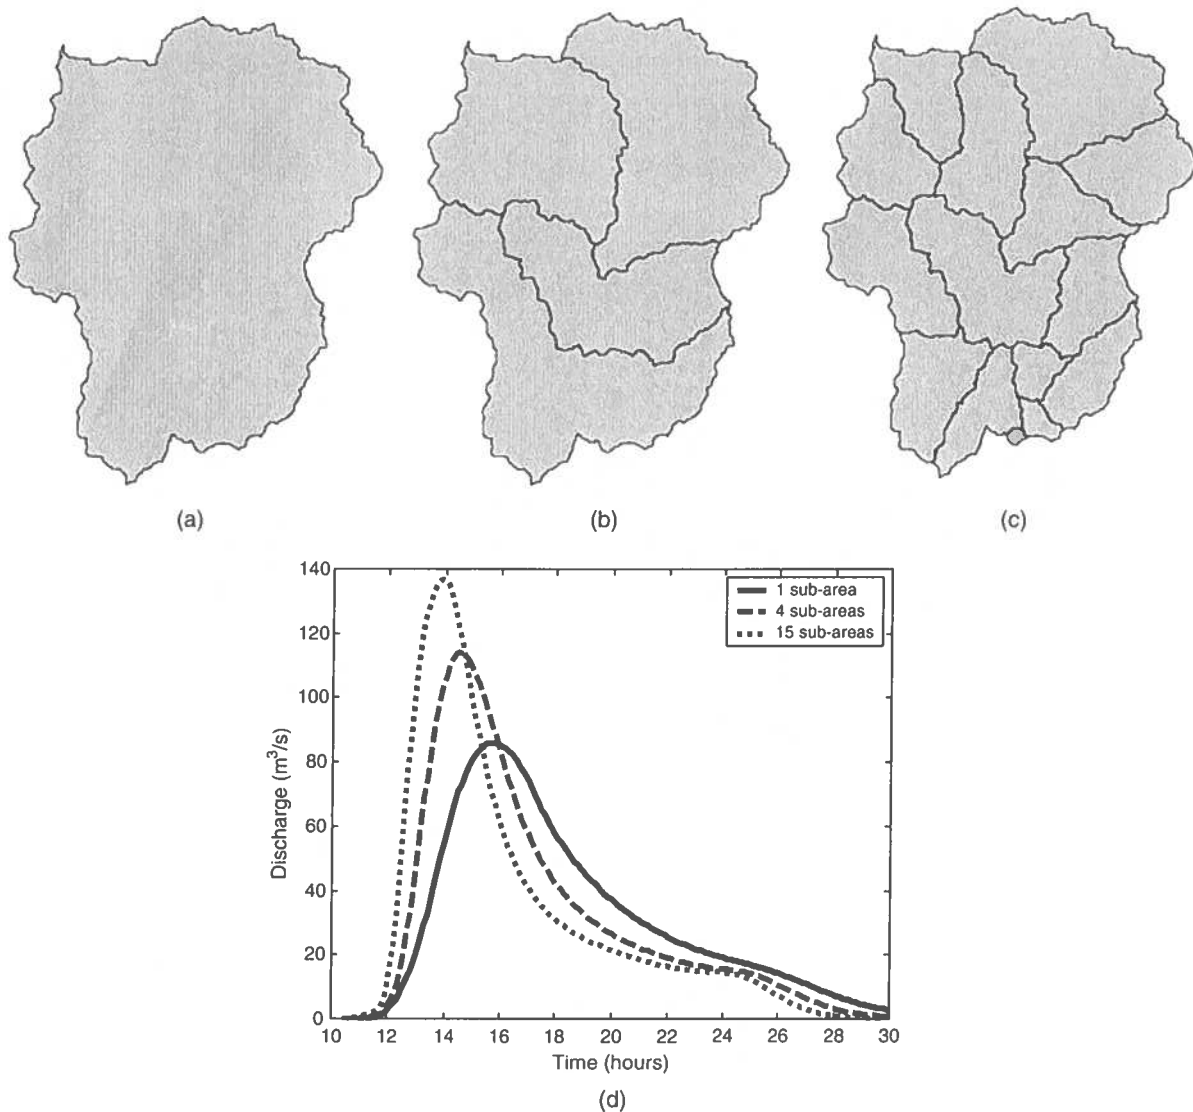 (a)
(b)
(c)
140
120
100
80
60
40
20
0
Discharge (m³/s)
1 sub-area
4 sub-areas
15 sub-areas
10 12 14 16 18 20 22 24 26 28 30
Time (hours)
(d)